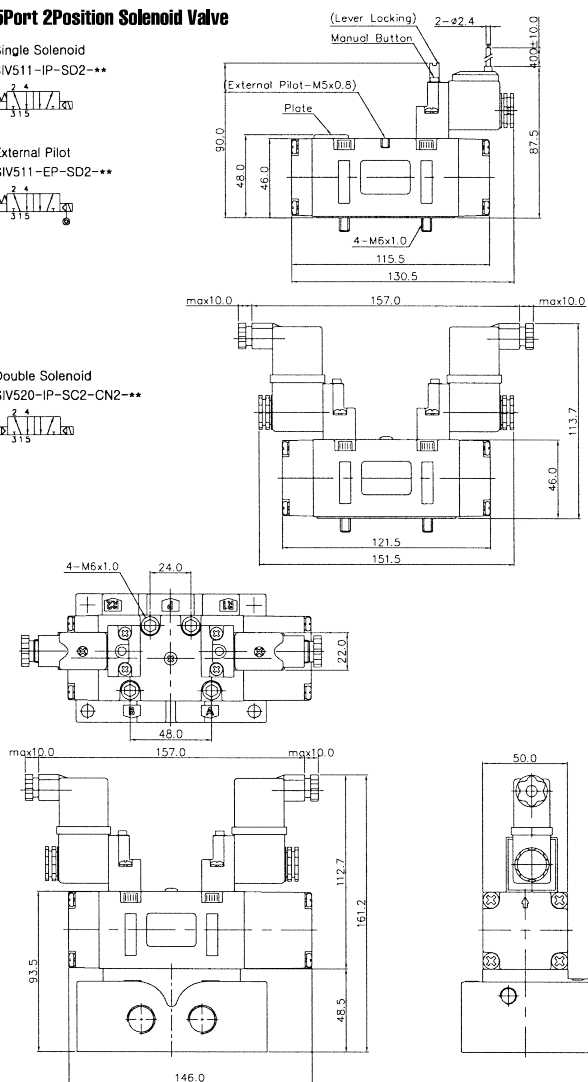 5Port 2Position Solenoid Valve
Single Solenoid
SIV511-IP-SD2-**
2 4
3 1 5
External Pilot
SIV511-EP-SD2-**
2 4
3 1 5
(Lever Locking)
Manual Button
2-ø2.4
400±10.0
(External Pilot-M5x0.8)
Plate
90.0
48.0
46.0
87.5
4-M6x1.0
115.5
130.5
Double Solenoid
SIV520-IP-SC2-CN2-**
2 4
3 1 5
max10.0
157.0
max10.0
113.7
46.0
121.5
151.5
4-M6x1.0
24.0
R2
P
R1
22.0
B
A
48.0
max10.0
157.0
max10.0
50.0
112.7
161.2
93.5
48.5
146.0